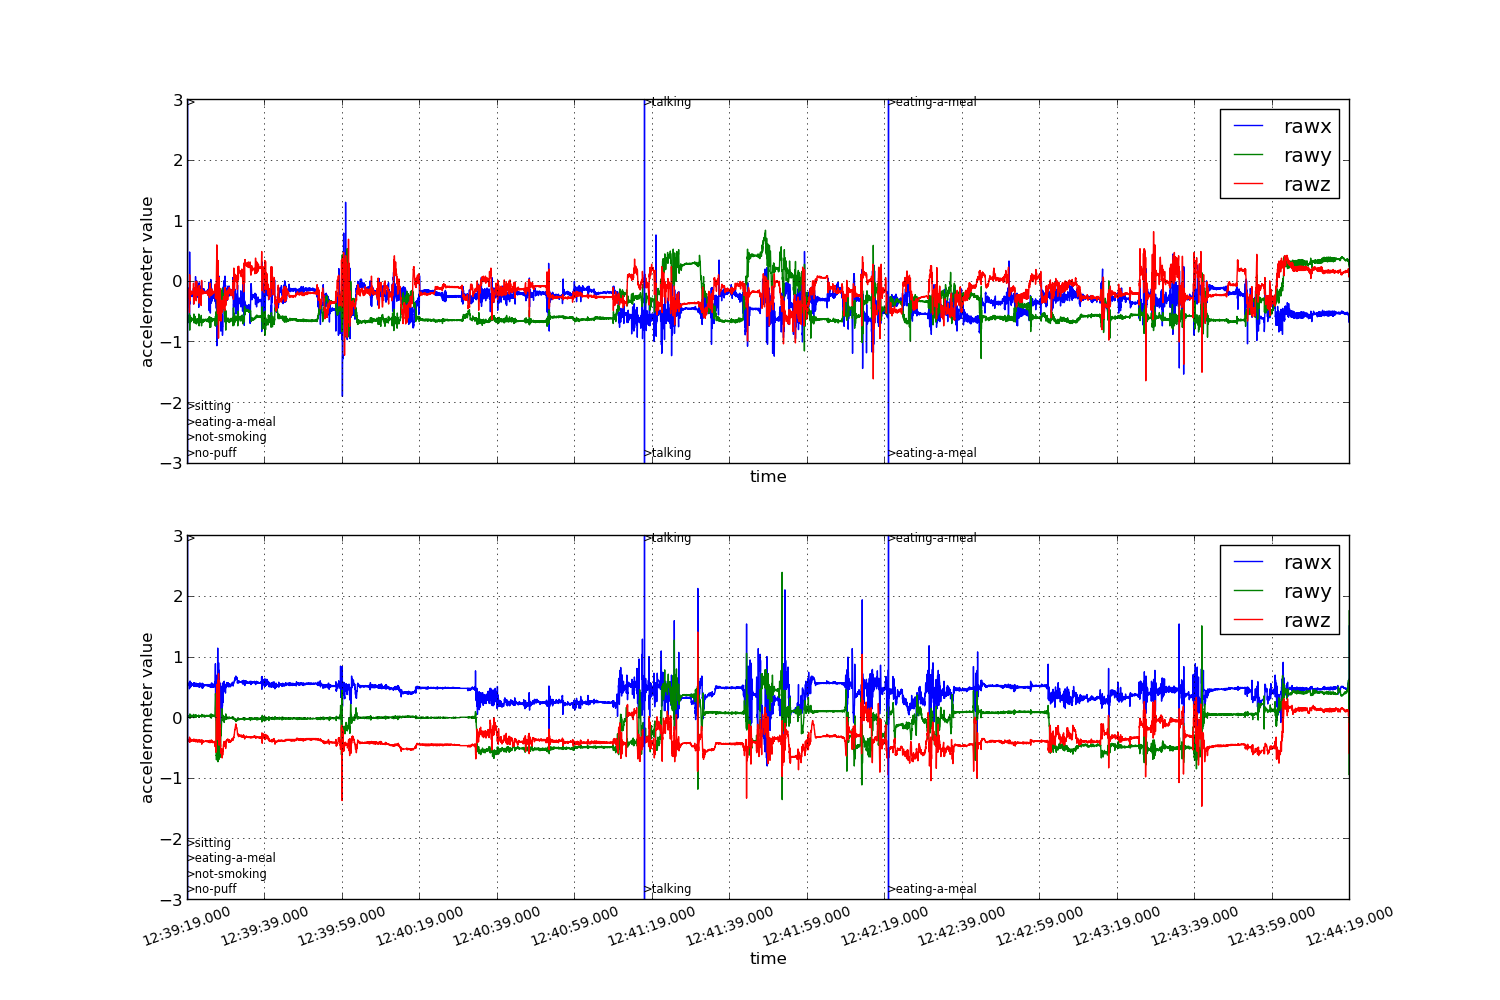 >
>talking
>eating-a-meal
3
2
1
0
−1
−2
−3
accelerometer value
rawx
rawy
rawz
>sitting
>eating-a-meal
>not-smoking
>no-puff
>talking
>eating-a-meal
time
>
>talking
>eating-a-meal
3
2
1
0
−1
−2
−3
accelerometer value
rawx
rawy
rawz
>sitting
>eating-a-meal
>not-smoking
>no-puff
>talking
>eating-a-meal
12:39:19.000
12:39:39.000
12:39:59.000
12:40:19.000
12:40:39.000
12:40:59.000
12:41:19.000
12:41:39.000
12:41:59.000
12:42:19.000
12:42:39.000
12:42:59.000
12:43:19.000
12:43:39.000
12:43:59.000
12:44:19.000
time